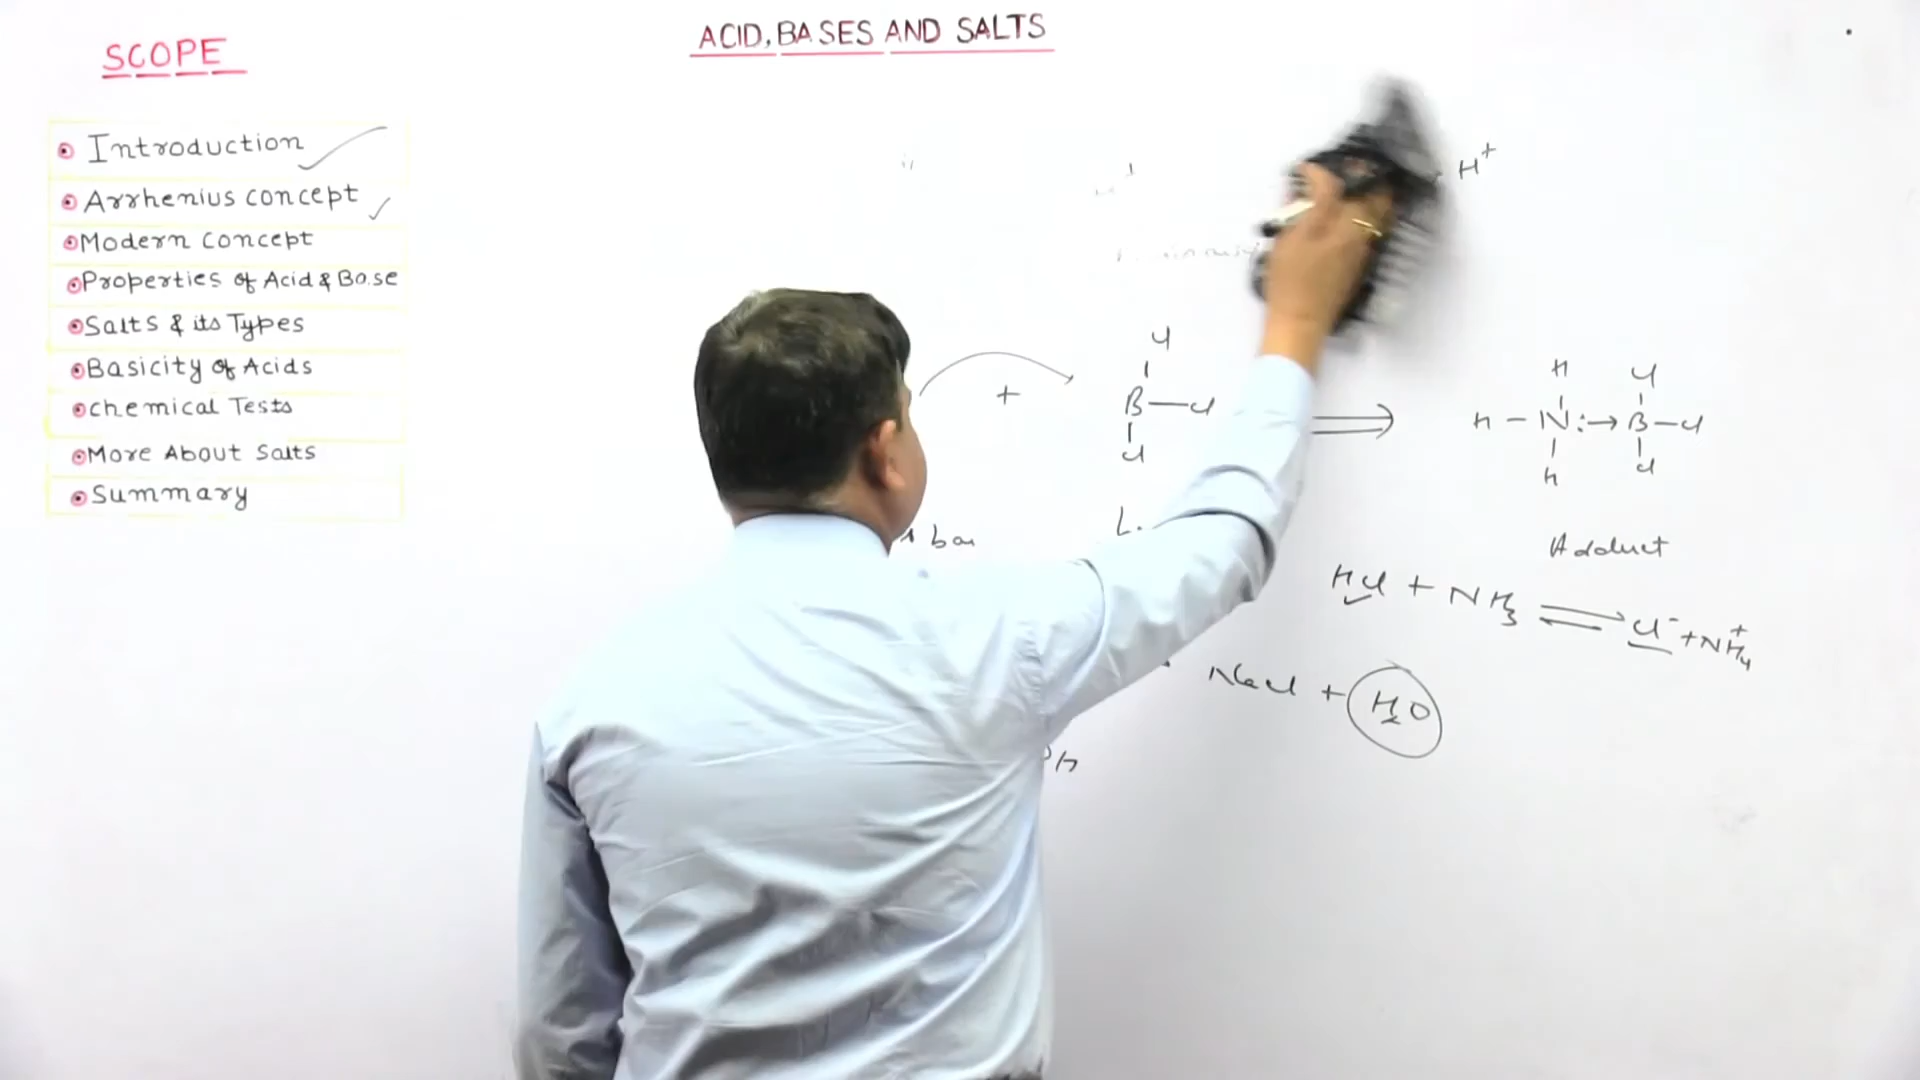 ACID, BASES AND SALTS
SCOPE
Introduction
Arrhenius concept
Modern concept
Properties of Acid & Base
Salts & its Types
Basicity of Acids
chemical Tests
More About Salts
Summary
H+
Cl
+ B—Cl
Cl
H Cl
H—N:→B—Cl
H Cl
L.
Adduct
HCl + NH3 ⇌ Cl- + NH4+
NaCl + H2O